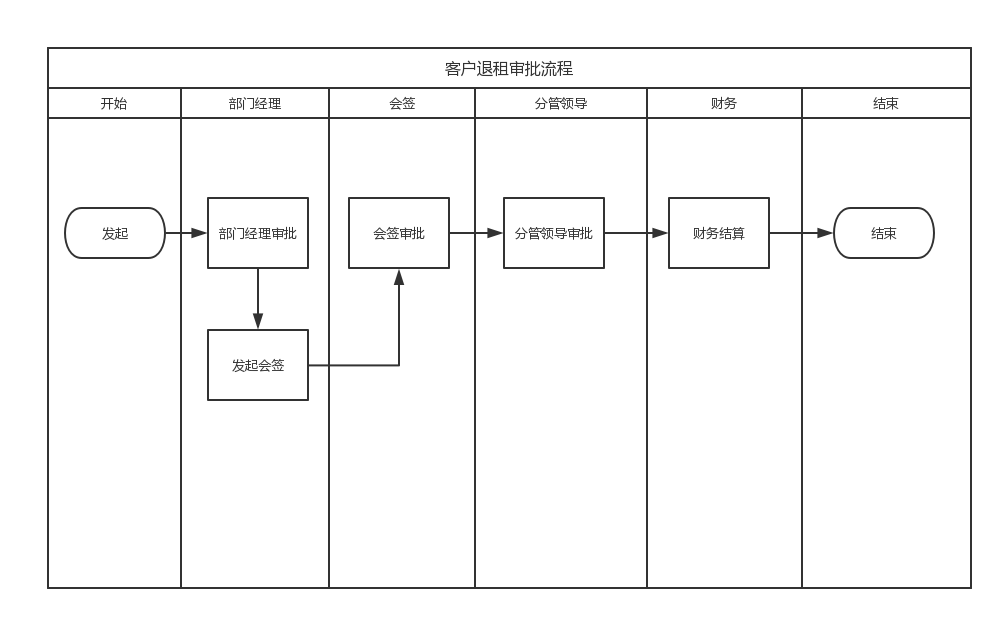 客户退租审批流程
开始
部门经理
会签
分管领导
财务
结束
发起
部门经理审批
会签审批
分管领导审批
财务结算
结束
发起会签